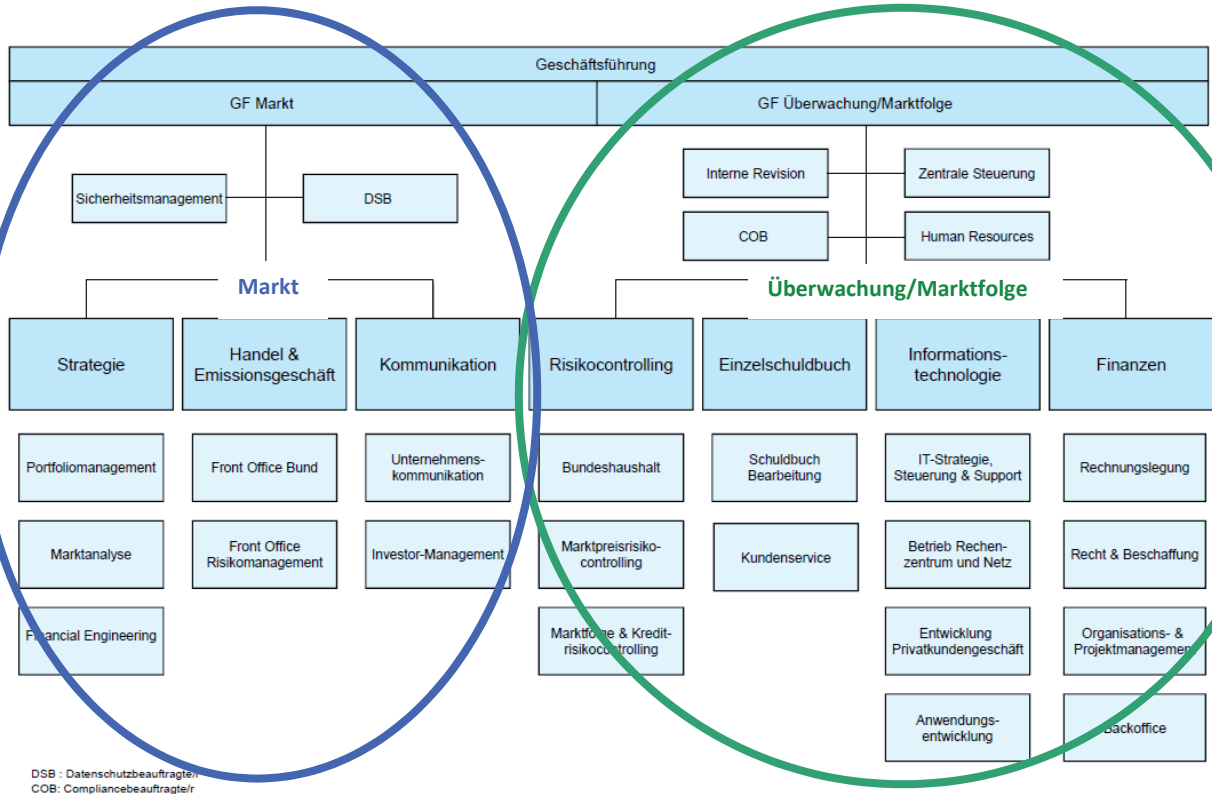 Geschäftsführung
GF Markt
GF Überwachung/Marktfolge
Sicherheitsmanagement
DSB
Interne Revision
Zentrale Steuerung
COB
Human Resources
Markt
Überwachung/Marktfolge
Strategie
Handel &
Emissionsgeschäft
Kommunikation
Risikocontrolling
Einzelschuldbuch
Informations-
technologie
Finanzen
Portfoliomanagement
Marktanalyse
Financial Engineering
Front Office Bund
Front Office
Risikomanagement
Unternehmens-
kommunikation
Investor-Management
Bundeshaushalt
Marktpreisrisiko-
controlling
Marktfolge & Kredit-
risikocontrolling
Schuldbuch
Bearbeitung
Kundenservice
IT-Strategie,
Steuerung & Support
Betrieb Rechen-
zentrum und Netz
Entwicklung
Privatkundengeschäft
Anwendungs-
entwicklung
Rechnungslegung
Recht & Beschaffung
Organisations- &
Projektmanagement
Backoffice
DSB : Datenschutzbeauftragte/r
COB: Compliancebeauftragte/r